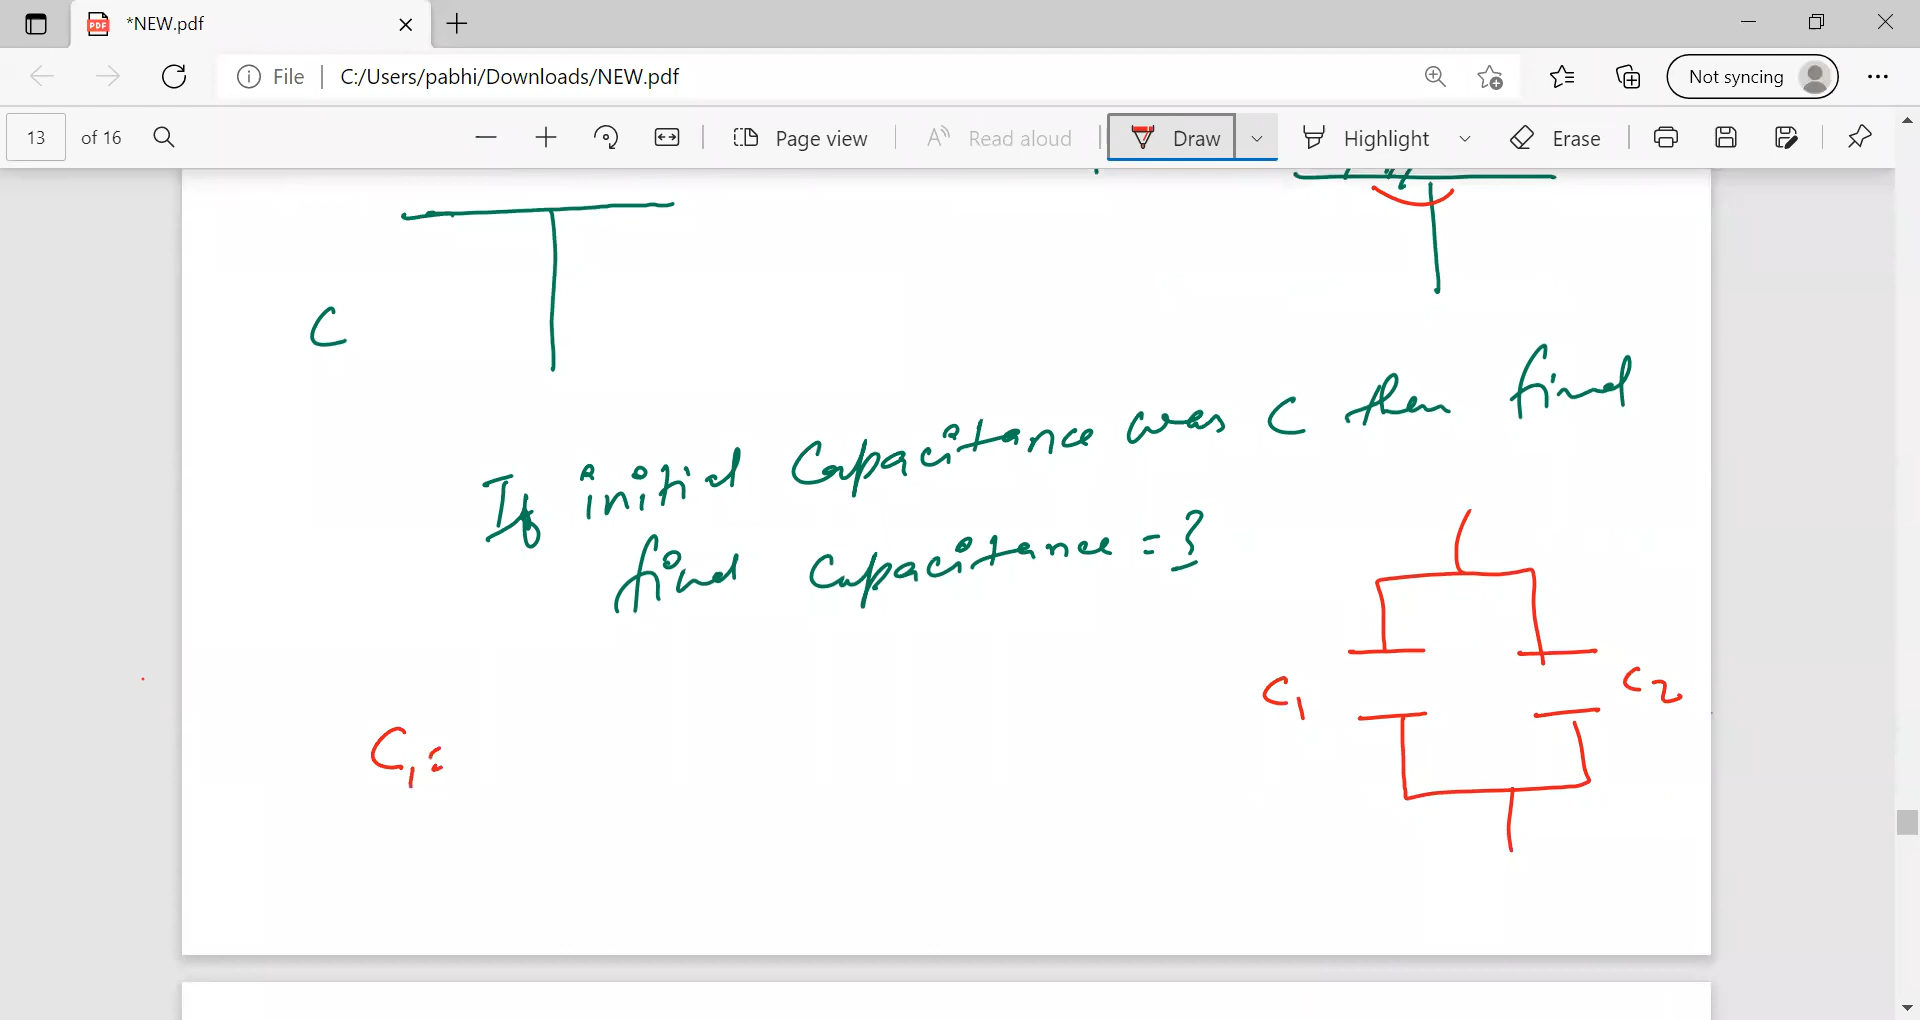 *NEW.pdf
File | C:/Users/pabhi/Downloads/NEW.pdf
Not syncing
13 of 16
Page view
Read aloud
Draw
Highlight
Erase
C
If initial Capacitance was C then find
find Capacitance = ?
C1
C2
C1 =